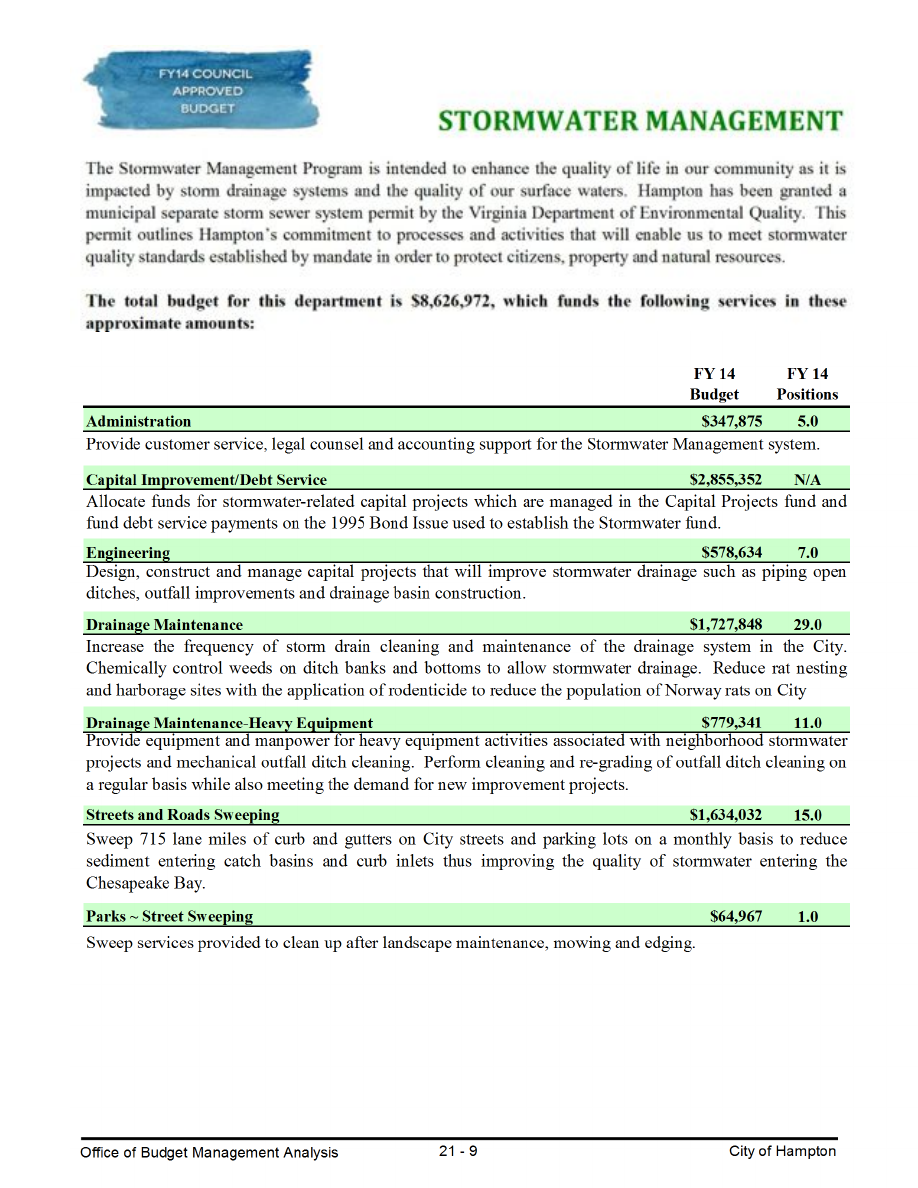 FY14 COUNCIL
APPROVED
BUDGET
STORMWATER MANAGEMENT
The Stormwater Management Program is intended to enhance the quality of life in our community as it is
impacted by storm drainage systems and the quality of our surface waters. Hampton has been granted a
municipal separate storm sewer system permit by the Virginia Department of Environmental Quality. This
permit outlines Hampton's commitment to processes and activities that will enable us to meet stormwater
quality standards established by mandate in order to protect citizens, property and natural resources.
The total budget for this department is $8,626,972, which funds the following services in these
approximate amounts:
FY 14 FY 14
Budget Positions
Administration $347,875 5.0
Provide customer service, legal counsel and accounting support for the Stormwater Management system.
Capital Improvement/Debt Service $2,855,352 N/A
Allocate funds for stormwater-related capital projects which are managed in the Capital Projects fund and
fund debt service payments on the 1995 Bond Issue used to establish the Stormwater fund.
Engineering $578,634 7.0
Design, construct and manage capital projects that will improve stormwater drainage such as piping open
ditches, outfall improvements and drainage basin construction.
Drainage Maintenance $1,727,848 29.0
Increase the frequency of storm drain cleaning and maintenance of the drainage system in the City.
Chemically control weeds on ditch banks and bottoms to allow stormwater drainage. Reduce rat nesting
and harborage sites with the application of rodenticide to reduce the population of Norway rats on City
Drainage Maintenance-Heavy Equipment $779,341 11.0
Provide equipment and manpower for heavy equipment activities associated with neighborhood stormwater
projects and mechanical outfall ditch cleaning. Perform cleaning and re-grading of outfall ditch cleaning on
a regular basis while also meeting the demand for new improvement projects.
Streets and Roads Sweeping $1,634,032 15.0
Sweep 715 lane miles of curb and gutters on City streets and parking lots on a monthly basis to reduce
sediment entering catch basins and curb inlets thus improving the quality of stormwater entering the
Chesapeake Bay.
Parks ~ Street Sweeping $64,967 1.0
Sweep services provided to clean up after landscape maintenance, mowing and edging.
Office of Budget Management Analysis 21 - 9 City of Hampton